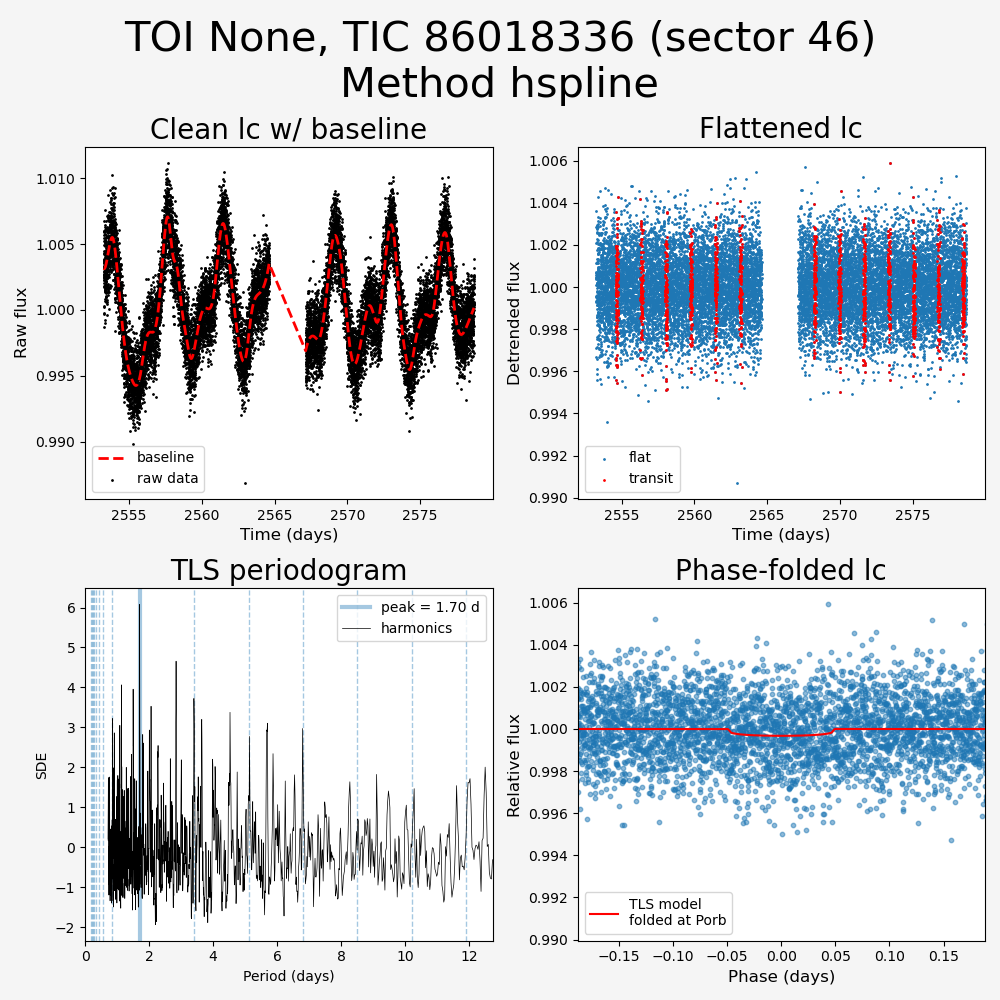 TOI None, TIC 86018336 (sector 46)
Method hspline
Clean lc w/ baseline
Raw flux
1.010
1.005
1.000
0.995
0.990
baseline
raw data
2555
2560
2565
2570
2575
Time (days)
Flattened lc
Detrended flux
1.006
1.004
1.002
1.000
0.998
0.996
0.994
0.992
0.990
flat
transit
2555
2560
2565
2570
2575
Time (days)
TLS periodogram
SDE
6
5
4
3
2
1
0
−1
−2
peak = 1.70 d
harmonics
0
2
4
6
8
10
12
Period (days)
Phase-folded lc
Relative flux
1.006
1.004
1.002
1.000
0.998
0.996
0.994
0.992
0.990
TLS model
folded at Porb
−0.15
−0.10
−0.05
0.00
0.05
0.10
0.15
Phase (days)